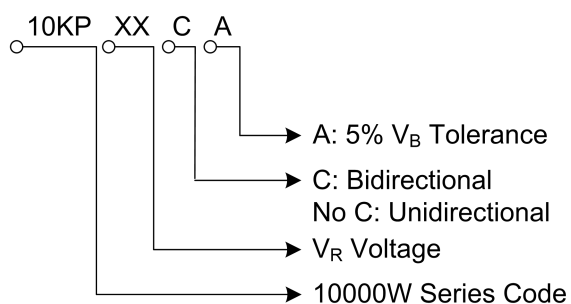 10KP XX C A
A: 5% VB Tolerance
C: Bidirectional
No C: Unidirectional
VR Voltage
10000W Series Code